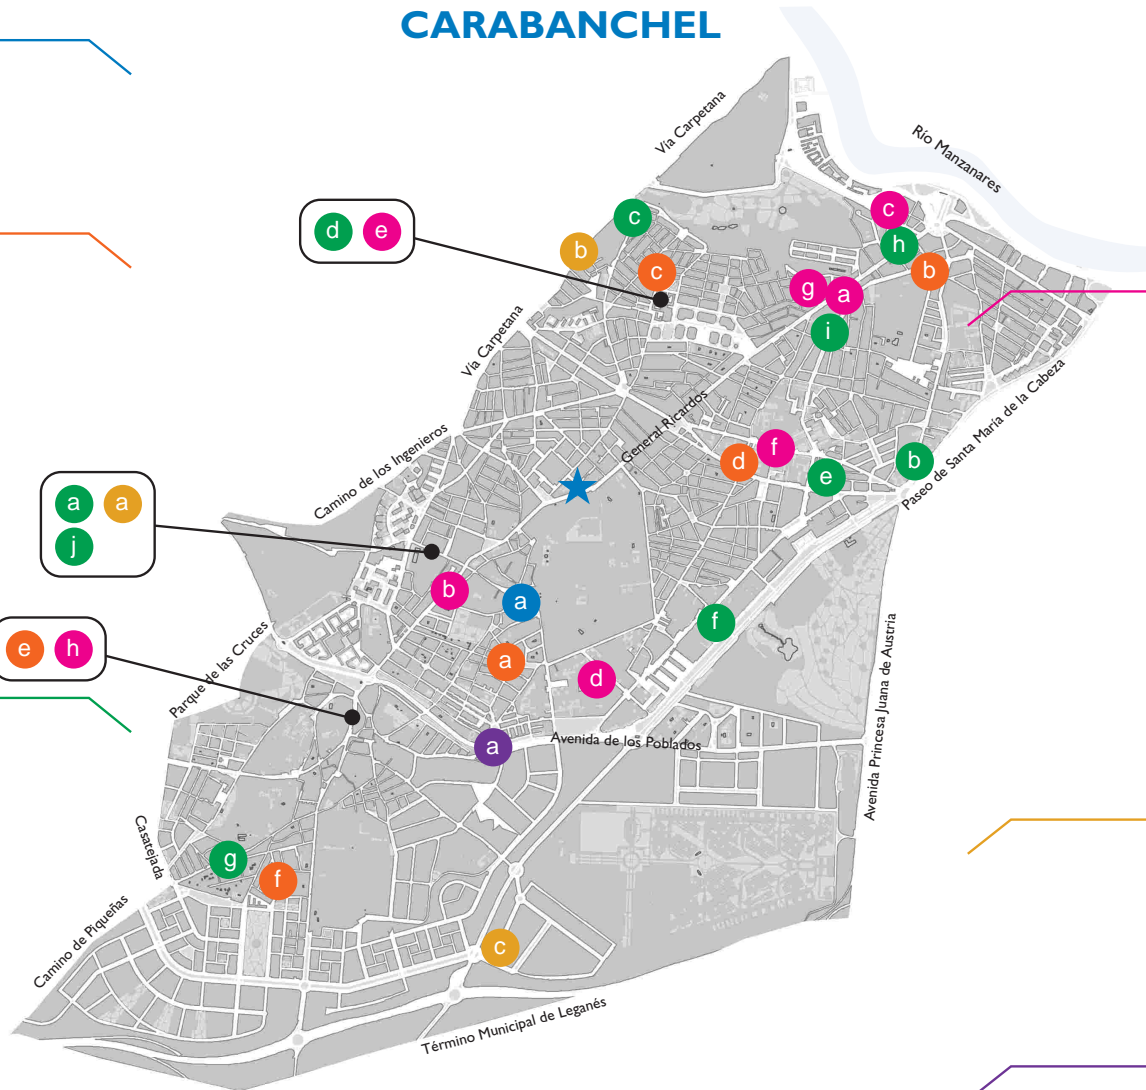 CARABANCHEL
Vía Carpetana
Río Manzanares
d e
c
c
h
b
c
b
g a
i
Vía Carpetana
General Ricardos
Paseo de Santa María de la Cabeza
Camino de los Ingenieros
d
f
e
b
a a
j
b
a
f
e h
a
d
Parque de las Cruces
Avenida Princesa Juana de Austria
a
Avenida de los Poblados
Casatejada
g
f
c
Camino de Piqueñas
Término Municipal de Leganés